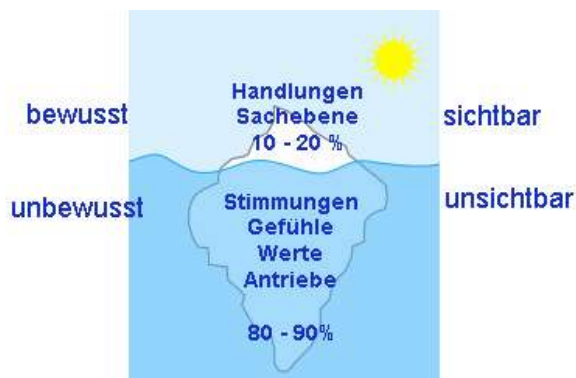 Handlungen
bewusst
Sachebene
sichtbar
10 - 20 %
unbewusst
Stimmungen
unsichtbar
Gefühle
Werte
Antriebe
80 - 90%